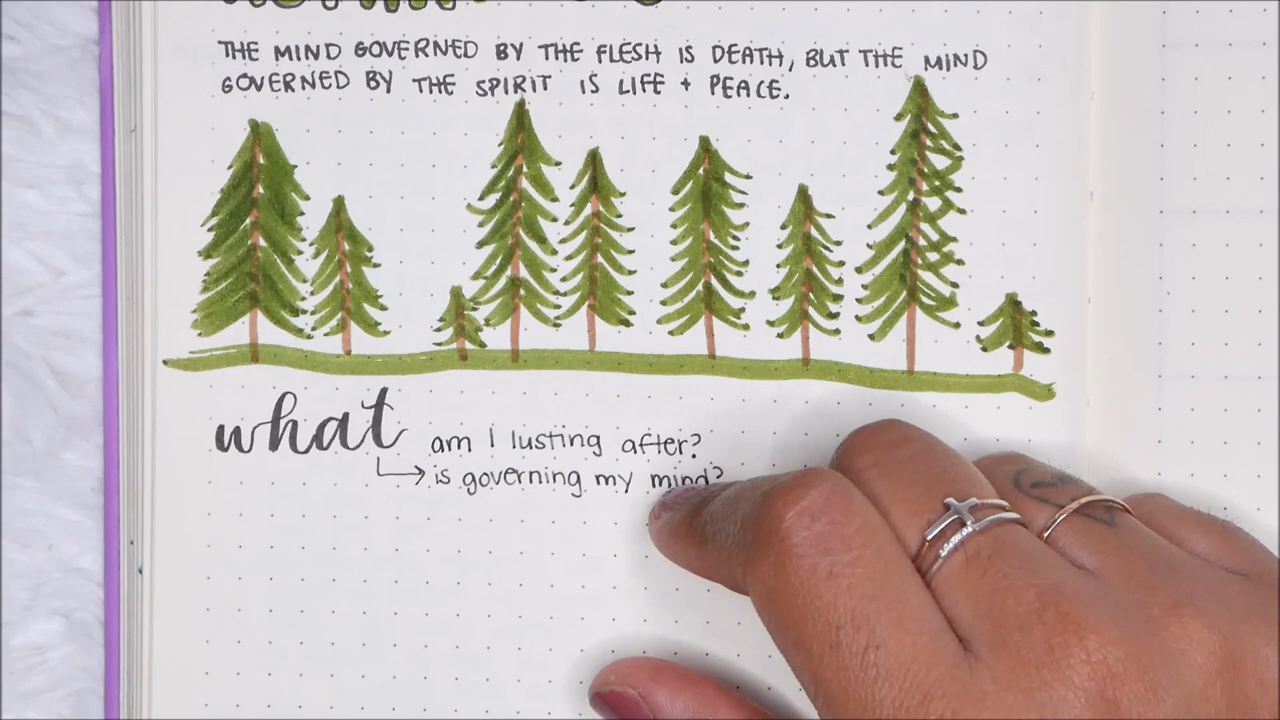 THE MIND GOVERNED BY THE FLESH IS DEATH, BUT THE MIND
GOVERNED BY THE SPIRIT IS LIFE + PEACE.
what am I lusting after?
is governing my mind?